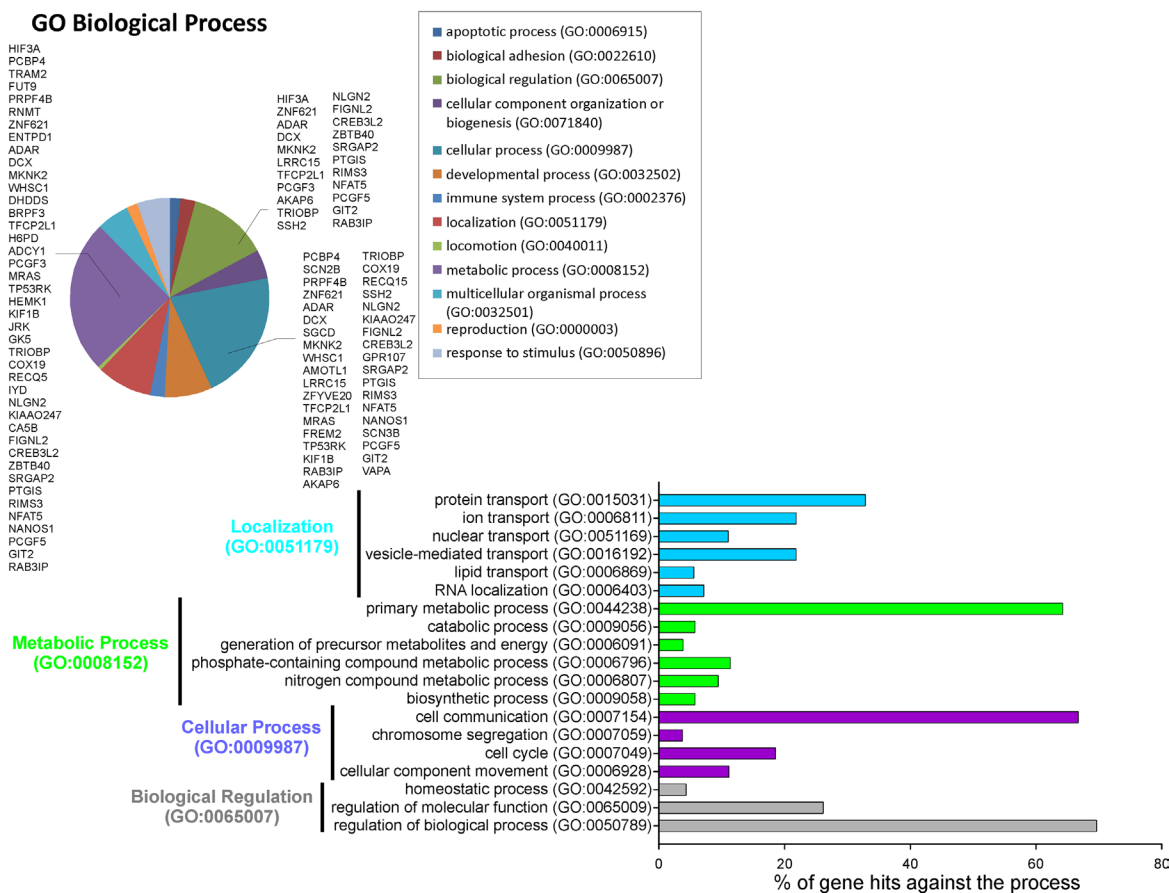 GO Biological Process
HIF3A
PCBP4
TRAM2
FUT9
PRPF4B
RNMT
ZNF621
ENTPD1
ADAR
DCX
MKNK2
WHSC1
DHDDS
BRPF3
TFCP2L1
H6PD
ADCY1
PCGF3
MRAS
TP53RK
HEMK1
KIF1B
JRK
GK5
TRIOBP
COX19
RECQ5
IYD
NLGN2
KIAAO247
CA5B
FIGNL2
CREB3L2
ZBTB40
SRGAP2
PTGIS
RIMS3
NFAT5
NANOS1
PCGF5
GIT2
RAB3IP
HIF3A
ZNF621
ADAR
DCX
MKNK2
LRRC15
TFCP2L1
PCGF3
AKAP6
TRIOBP
SSH2
NLGN2
FIGNL2
CREB3L2
ZBTB40
SRGAP2
PTGIS
RIMS3
NFAT5
PCGF5
GIT2
RAB3IP
PCBP4
SCN2B
PRPF4B
ZNF621
ADAR
DCX
SGCD
MKNK2
WHSC1
AMOTL1
LRRC15
ZFYVE20
TFCP2L1
MRAS
FREM2
TP53RK
KIF1B
RAB3IP
AKAP6
TRIOBP
COX19
RECQ15
SSH2
NLGN2
KIAAO247
FIGNL2
CREB3L2
GPR107
SRGAP2
PTGIS
RIMS3
NFAT5
NANOS1
SCN3B
PCGF5
GIT2
VAPA
apoptotic process (GO:0006915)
biological adhesion (GO:0022610)
biological regulation (GO:0065007)
cellular component organization or
biogenesis (GO:0071840)
cellular process (GO:0009987)
developmental process (GO:0032502)
immune system process (GO:0002376)
localization (GO:0051179)
locomotion (GO:0040011)
metabolic process (GO:0008152)
multicellular organismal process
(GO:0032501)
reproduction (GO:0000003)
response to stimulus (GO:0050896)
Localization
(GO:0051179)
protein transport (GO:0015031)
ion transport (GO:0006811)
nuclear transport (GO:0051169)
vesicle-mediated transport (GO:0016192)
lipid transport (GO:0006869)
RNA localization (GO:0006403)
Metabolic Process
(GO:0008152)
primary metabolic process (GO:0044238)
catabolic process (GO:0009056)
generation of precursor metabolites and energy (GO:0006091)
phosphate-containing compound metabolic process (GO:0006796)
nitrogen compound metabolic process (GO:0006807)
biosynthetic process (GO:0009058)
Cellular Process
(GO:0009987)
cell communication (GO:0007154)
chromosome segregation (GO:0007059)
cell cycle (GO:0007049)
cellular component movement (GO:0006928)
Biological Regulation
(GO:0065007)
homeostatic process (GO:0042592)
regulation of molecular function (GO:0065009)
regulation of biological process (GO:0050789)
0 20 40 60 80
% of gene hits against the process